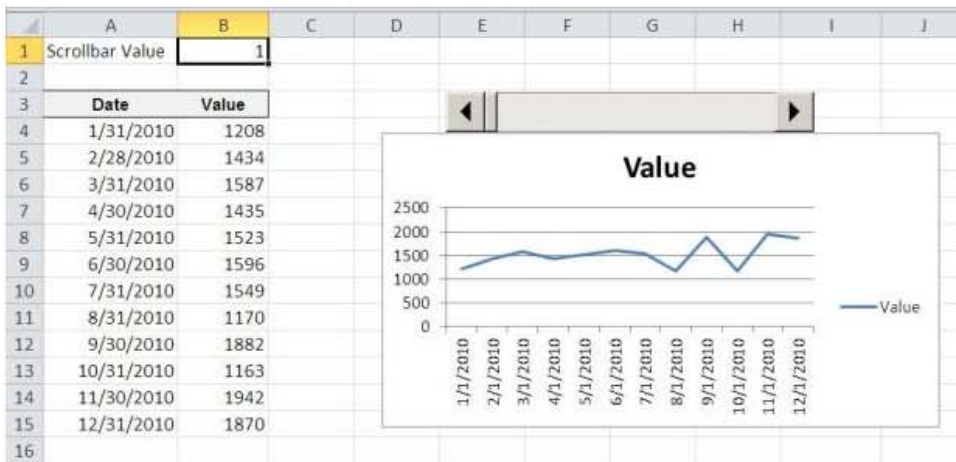 A B C D E F G H I J
1 Scrollbar Value 1
2
3 Date Value
4 1/31/2010 1208
5 2/28/2010 1434
6 3/31/2010 1587
7 4/30/2010 1435
8 5/31/2010 1523
9 6/30/2010 1596
10 7/31/2010 1549
11 8/31/2010 1170
12 9/30/2010 1882
13 10/31/2010 1163
14 11/30/2010 1942
15 12/31/2010 1870
16
Value
2500
2000
1500
1000
500
0
1/1/2010
2/1/2010
3/1/2010
4/1/2010
5/1/2010
6/1/2010
7/1/2010
8/1/2010
9/1/2010
10/1/2010
11/1/2010
12/1/2010
Value